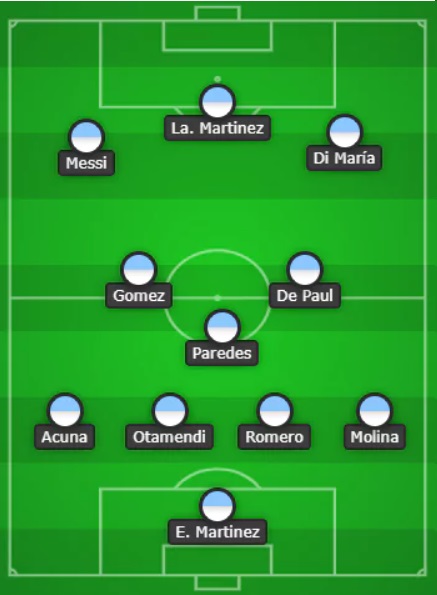 La. Martinez
Messi
Di María
Gomez
De Paul
Paredes
Acuna
Otamendi
Romero
Molina
E. Martinez